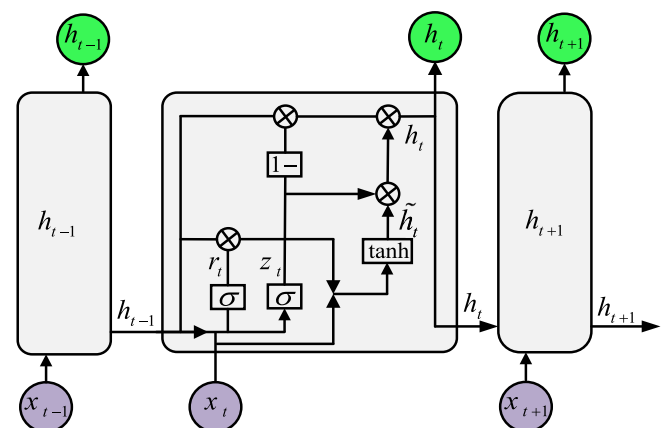 h_{t-1}
h_t
h_{t+1}
h_t
1−
h_{t-1}
h̃_t
h_{t+1}
tanh
r_t
z_t
σ
σ
h_{t-1}
h_t
h_{t+1}
x_{t-1}
x_t
x_{t+1}